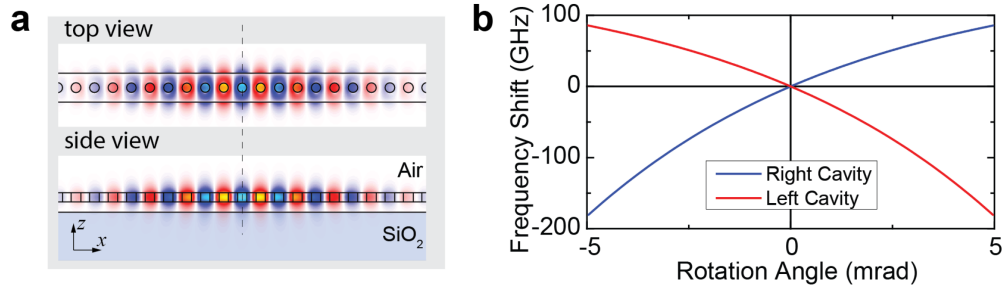 a
top view
side view
Air
SiO₂
z
x
b
Frequency Shift (GHz)
100
0
-100
-200
Right Cavity
Left Cavity
-5
0
5
Rotation Angle (mrad)